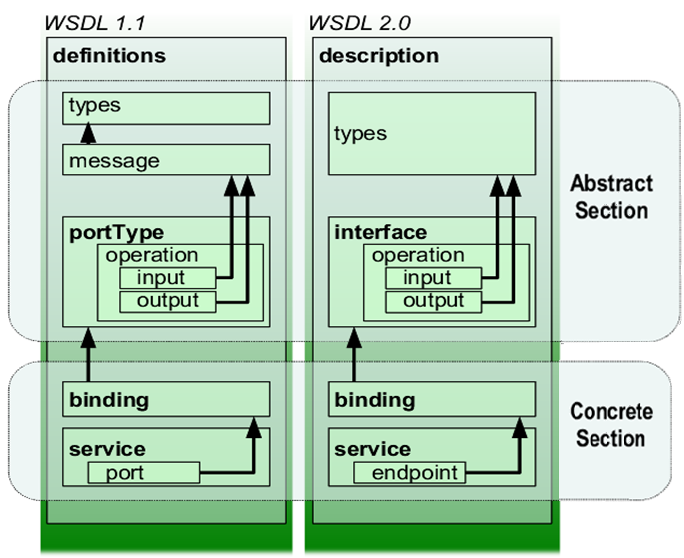 WSDL 1.1
definitions
types
message
portType
operation
input
output
binding
service
port
WSDL 2.0
description
types
interface
operation
input
output
binding
service
endpoint
Abstract
Section
Concrete
Section